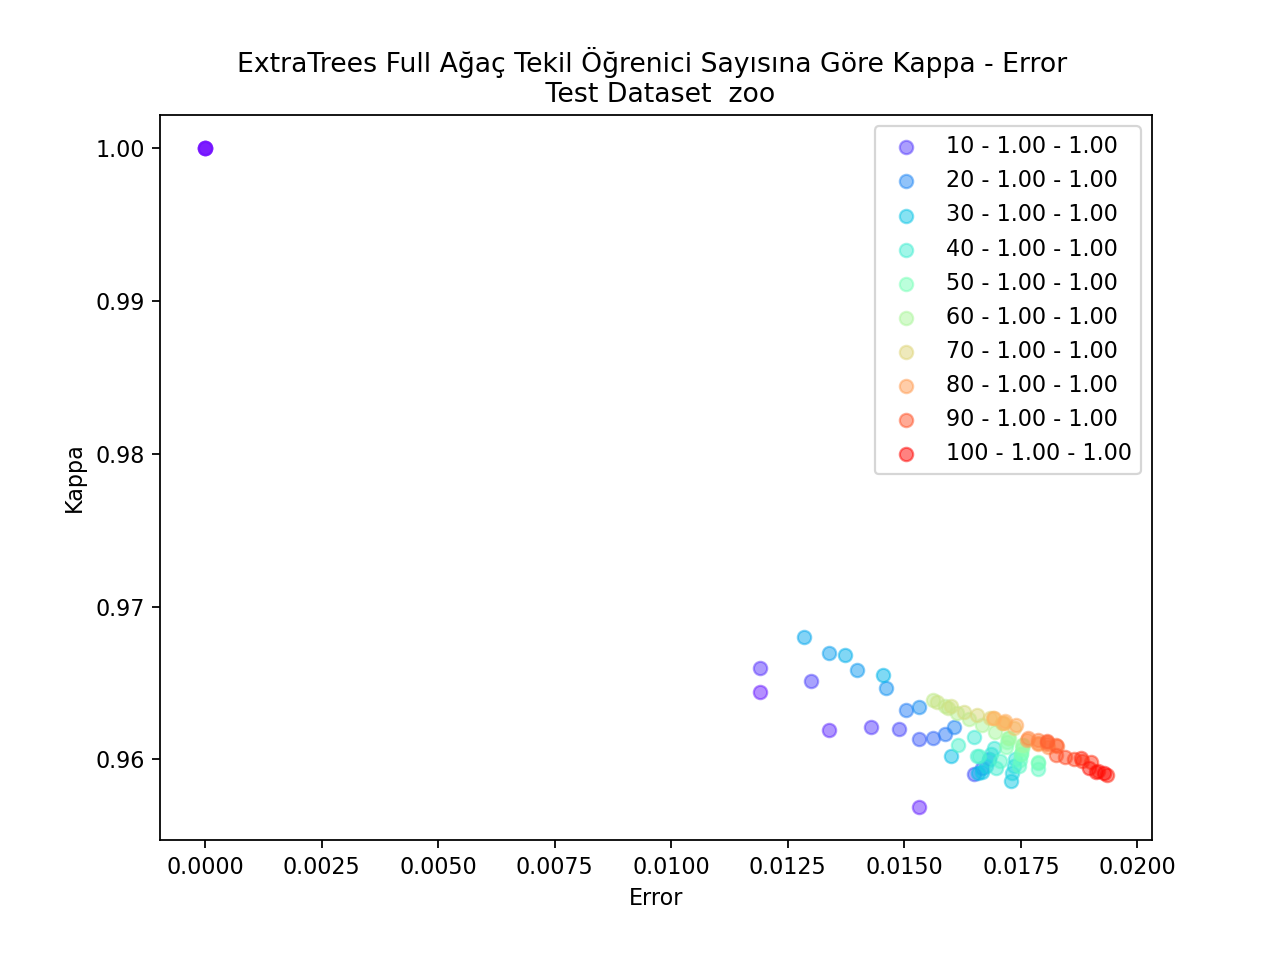 ExtraTrees Full Ağaç Tekil Öğrenici Sayısına Göre Kappa - Error
Test Dataset  zoo
1.00
0.99
0.98
0.97
0.96
Kappa
10 - 1.00 - 1.00
20 - 1.00 - 1.00
30 - 1.00 - 1.00
40 - 1.00 - 1.00
50 - 1.00 - 1.00
60 - 1.00 - 1.00
70 - 1.00 - 1.00
80 - 1.00 - 1.00
90 - 1.00 - 1.00
100 - 1.00 - 1.00
0.0000 0.0025 0.0050 0.0075 0.0100 0.0125 0.0150 0.0175 0.0200
Error